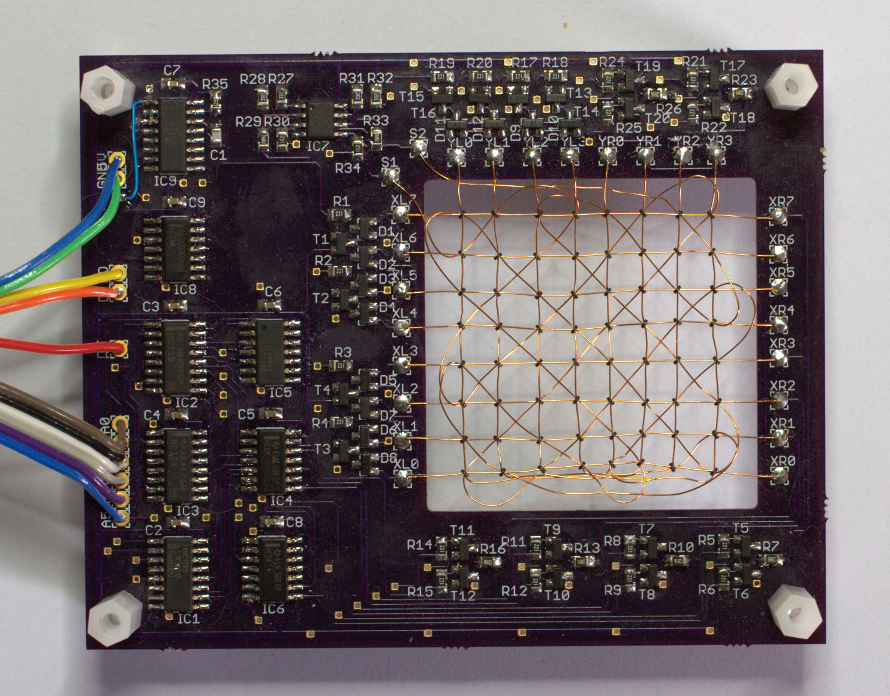 C7
R35
R28 R27
R31 R32
R19 R20 R17 R18
R24 T19
R21 T17
R23
T15
T16
T13
T14
R26
T20
T18
R25
R22
D11 D12 D9 D10
R29 R30
R33
IC7
R34
C1
IC9
S2
S1
YL0 YL1 YL2 YL3 YR0 YR1 YR2 YR3
5V
GND
C9
IC8
R1
T1
R2
T2
D1
D2
D3
D4
XL6
XL5
XL4
XL3
XL2
XL1
XL0
XR7
XR6
XR5
XR4
XR3
XR2
XR1
XR0
C3
C6
IC2
IC5
R3
T4
R4
T3
D5
D7
D6
D8
A0
C4
C5
IC3
IC4
C2
C8
IC1
IC6
R14 T11 R16
R15 T12
R11 T9 R13
R12 T10
R8 T7 R10
R9 T8
R5 T5 R7
R6 T6